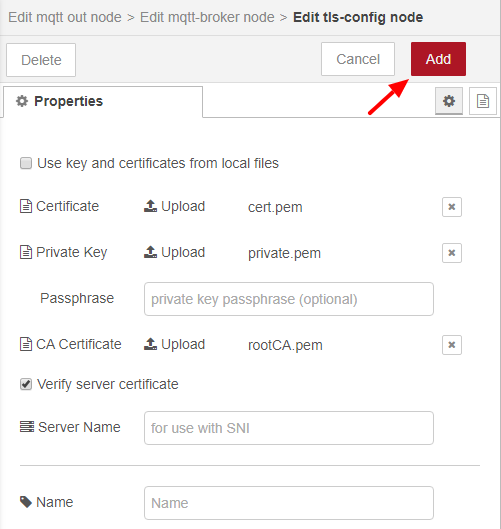 Edit mqtt out node > Edit mqtt-broker node > Edit tls-config node
Delete Cancel Add
Properties
Use key and certificates from local files
Certificate Upload cert.pem
Private Key Upload private.pem
Passphrase private key passphrase (optional)
CA Certificate Upload rootCA.pem
Verify server certificate
Server Name for use with SNI
Name Name